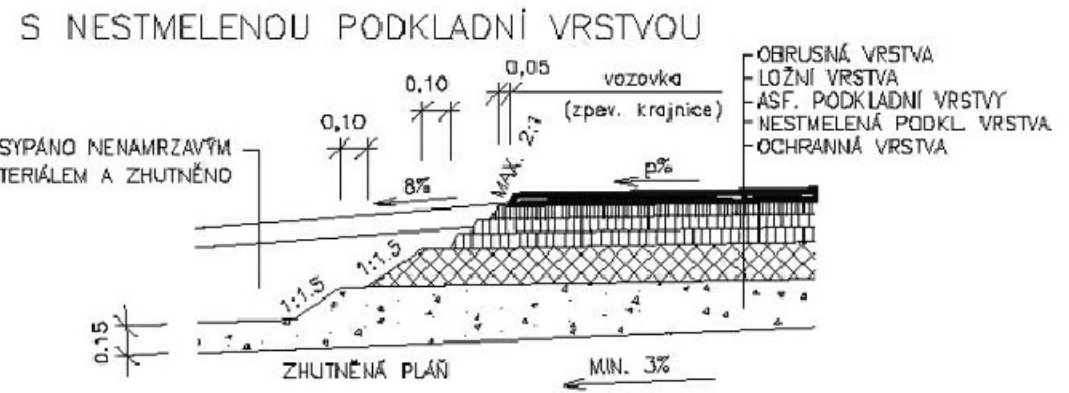 S NESTMELENOU PODKLADNÍ VRSTVOU
OBRUSNÁ VRSTVA
LOŽNÍ VRSTVA
ASF. PODKLADNÍ VRSTVY
NESTMELENÁ PODKL. VRSTVA
OCHRANNÁ VRSTVA
0,05
vozovka
(zpev. krajnice)
0,10
0,10
SYPÁNO NENAMRZAVÝM
TERIÁLEM A ZHUTNĚNO
8%
MAX. 2:1
p%
1:1.5
1:1.5
0.15
ZHUTNĚNÁ PLÁŇ
MIN. 3%